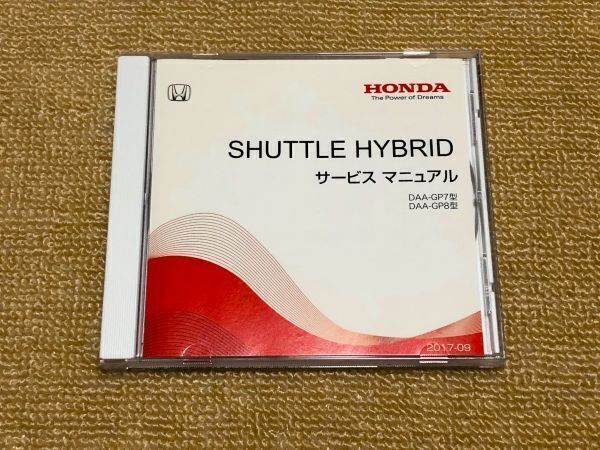 HONDA
The Power of Dreams
SHUTTLE HYBRID
サービス マニュアル
DAA-GP7型
DAA-GP8型
2017-09